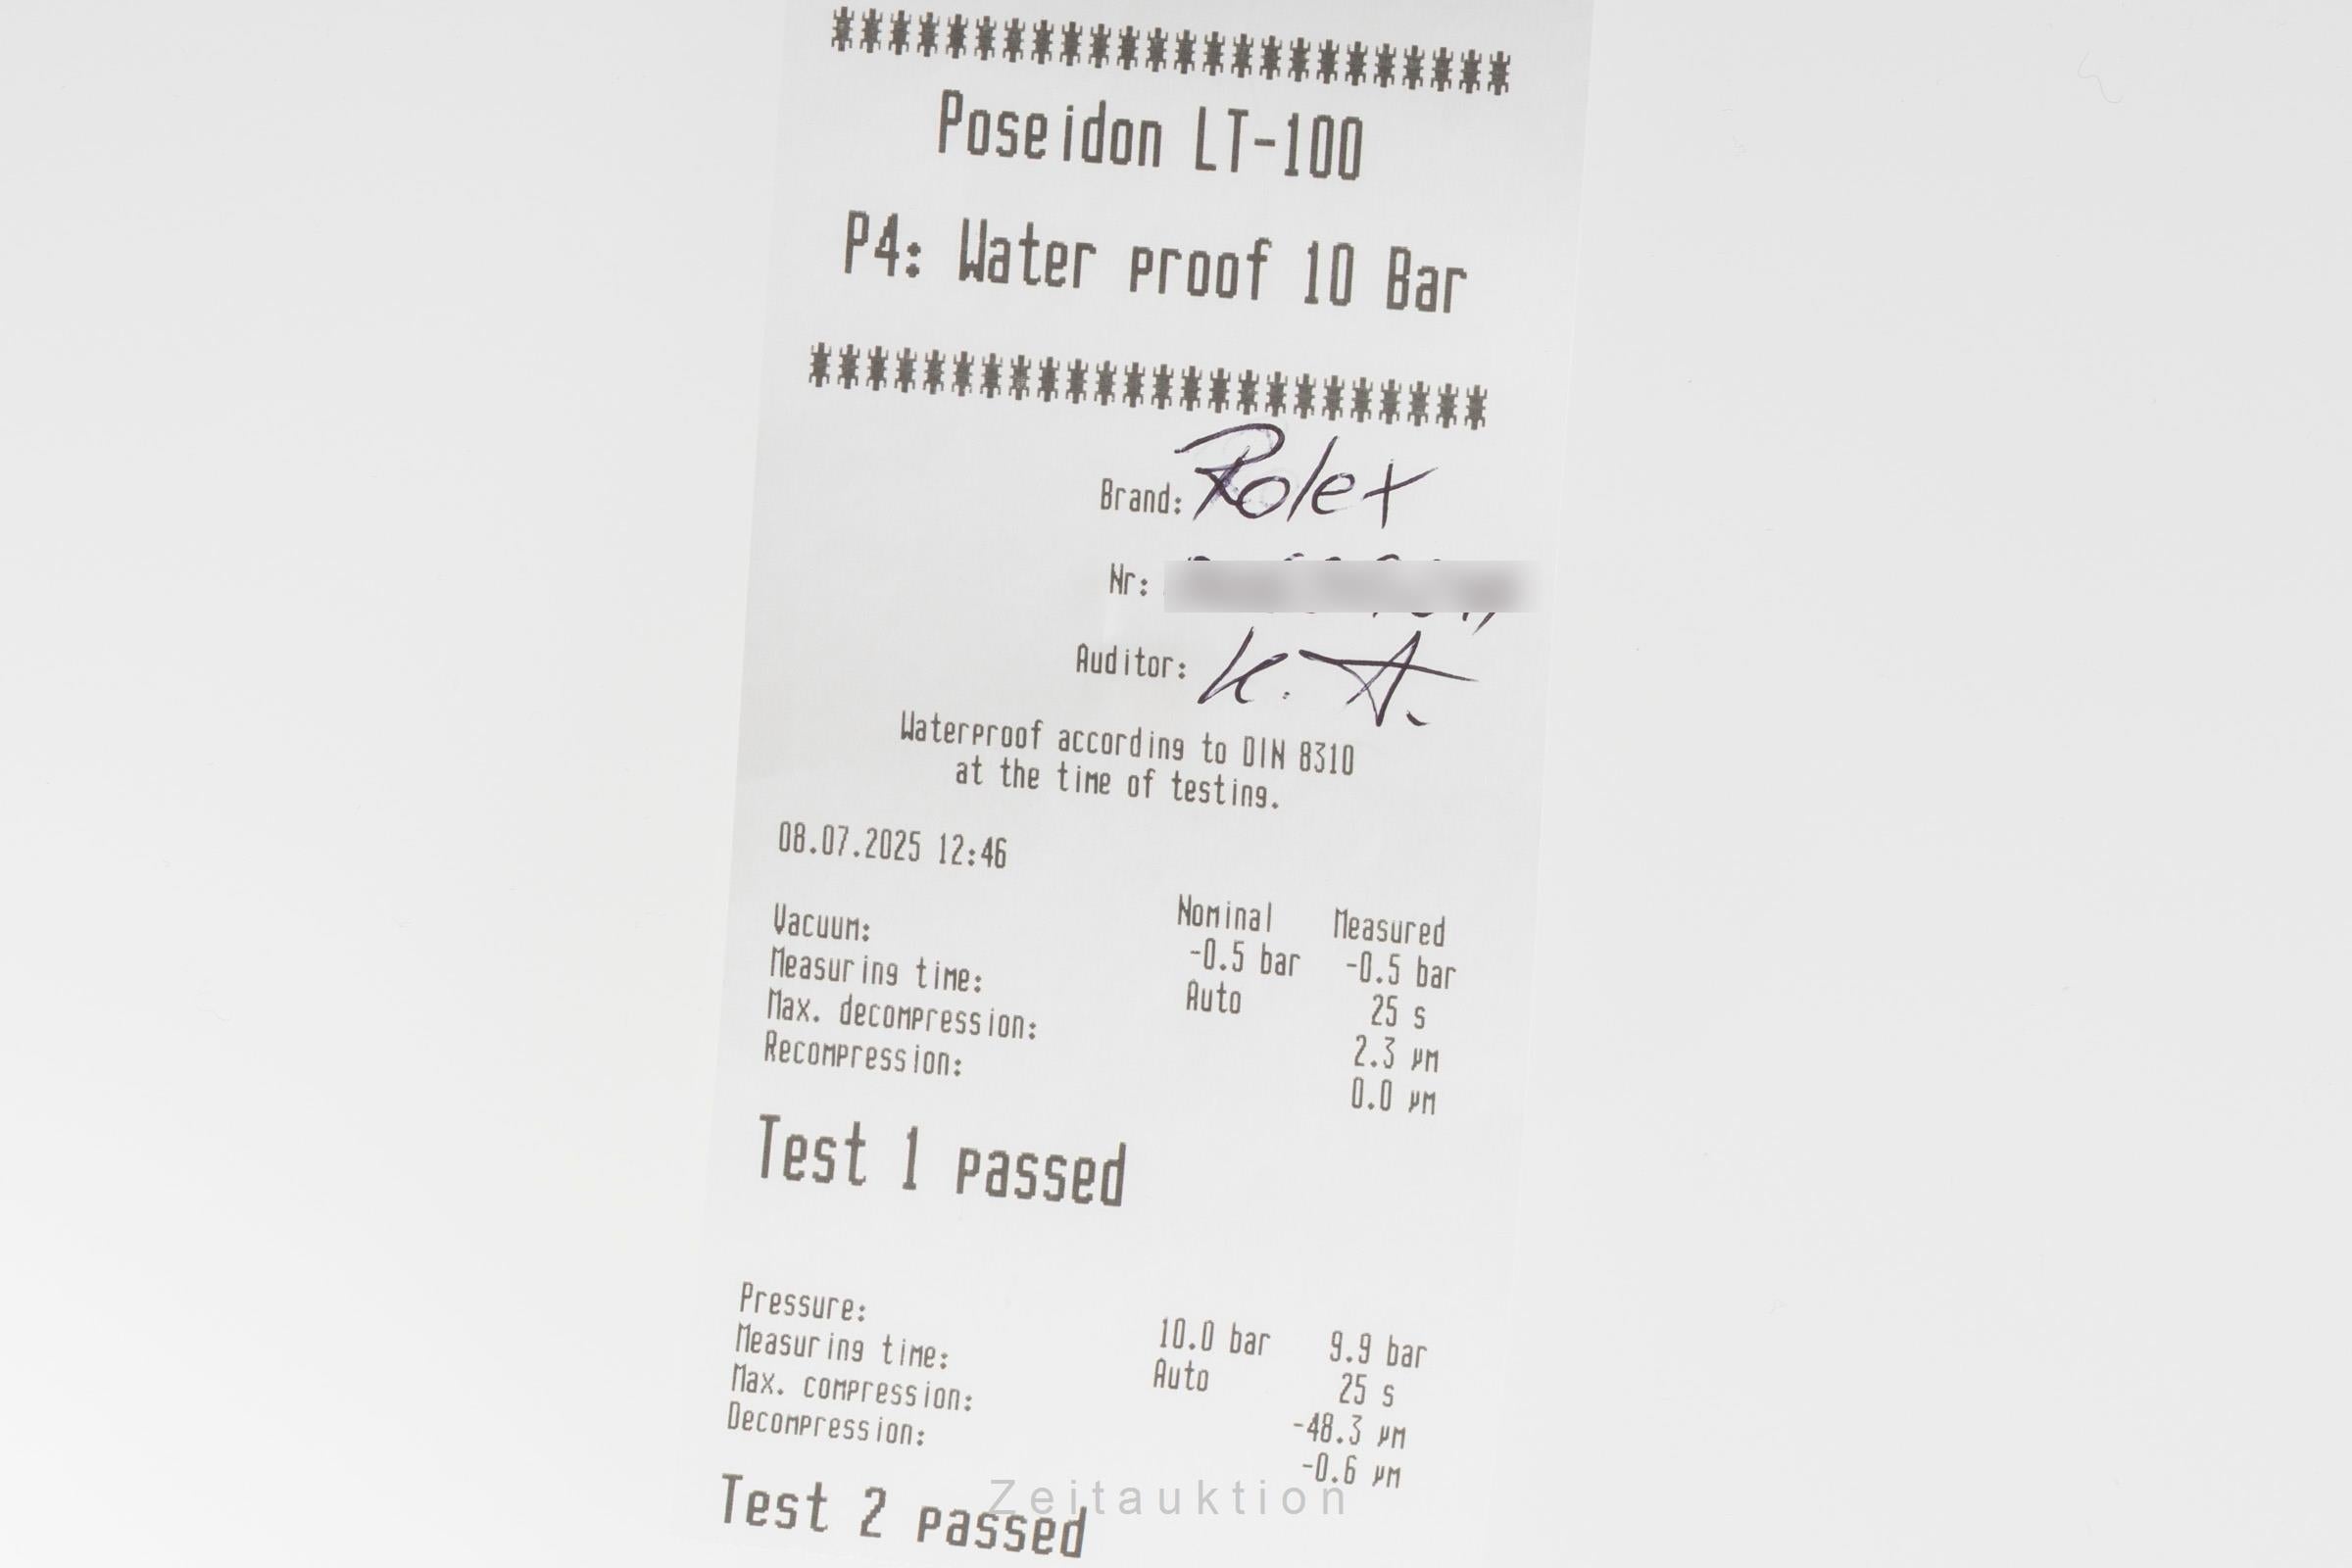 ************************
Poseidon LT-100
P4: Water proof 10 Bar
************************
Brand: Rolex
Nr:
Auditor: K. A.
Waterproof according to DIN 8310
at the time of testing.
08.07.2025 12:46
Nominal Measured
Vacuum: -0.5 bar -0.5 bar
Measuring time: Auto 25 s
Max. decompression: 2.3 µm
Recompression: 0.0 µm
Test 1 passed
Pressure: 10.0 bar 9.9 bar
Measuring time: Auto 25 s
Max. compression: -48.3 µm
Decompression: -0.6 µm
Test 2 passed
Zeitauktion